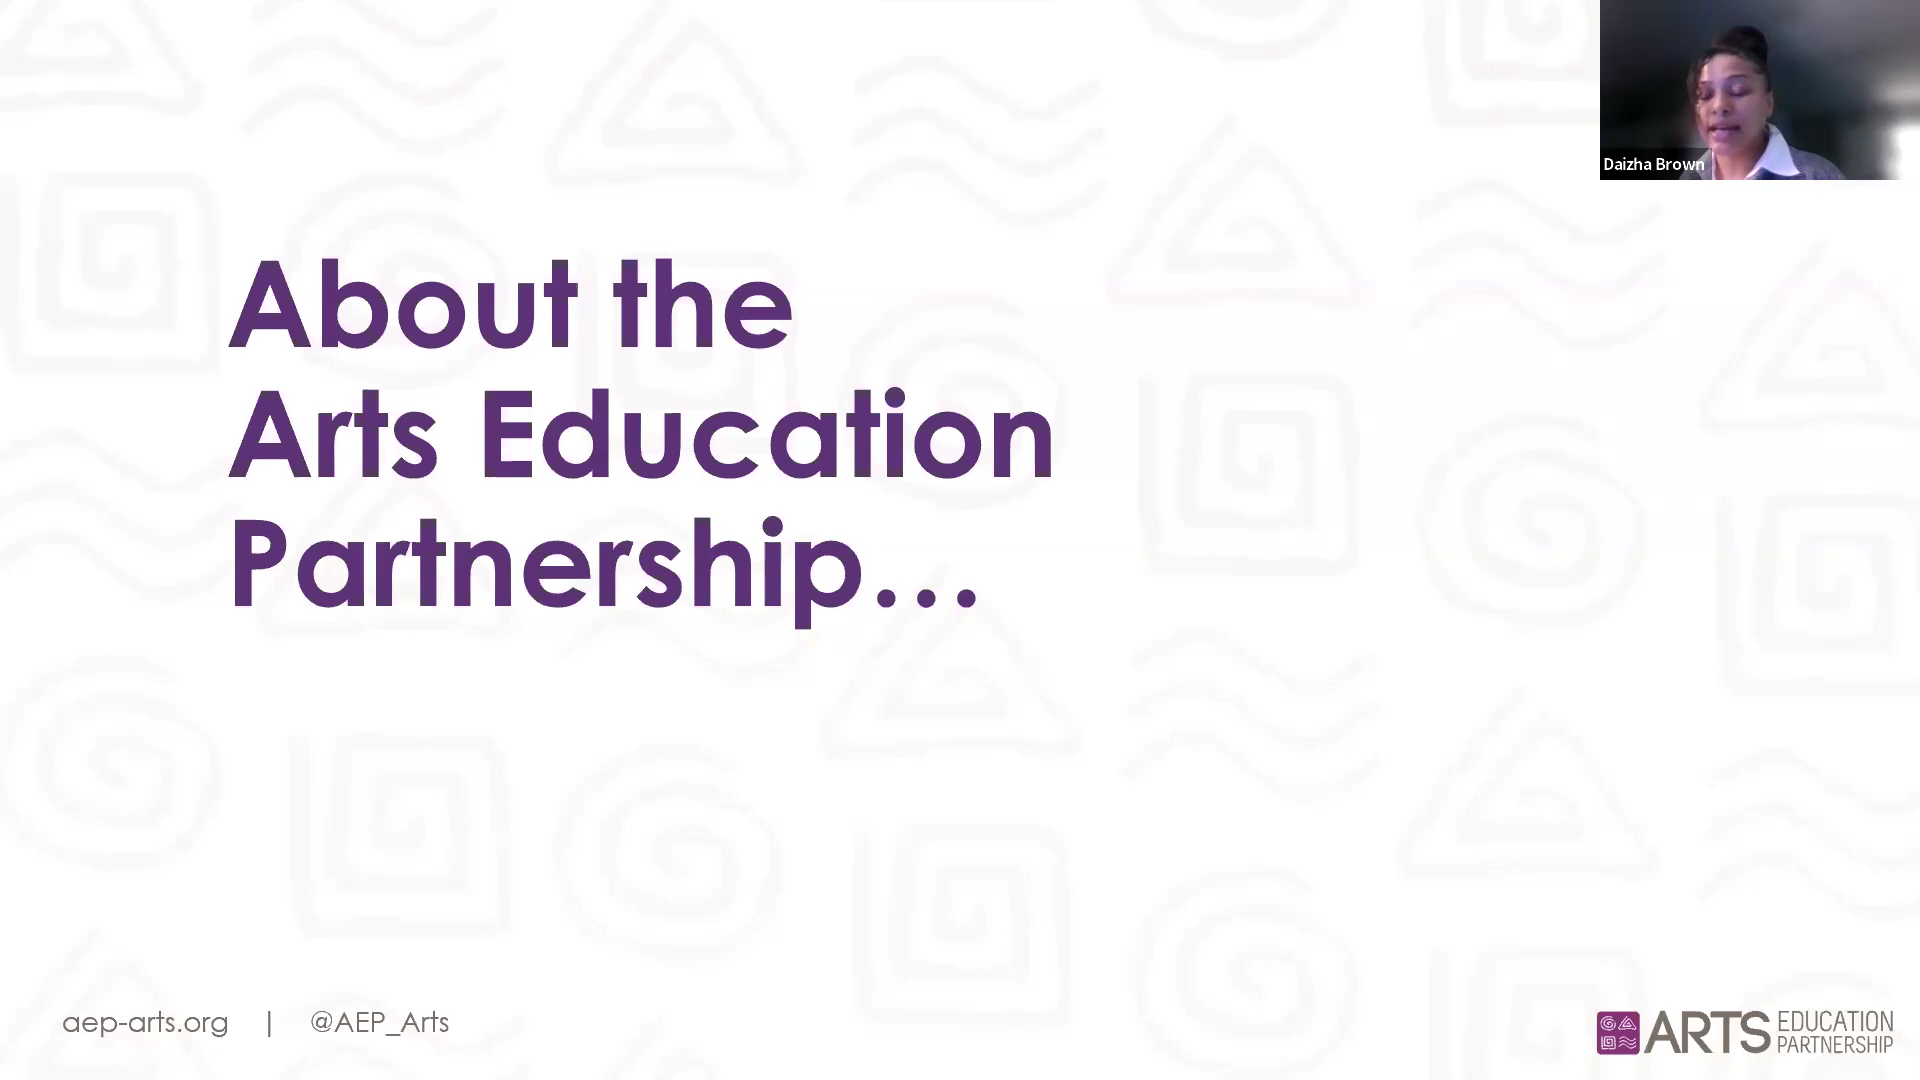 Daizha Brown
About the
Arts Education
Partnership...
aep-arts.org | @AEP_Arts
ARTS EDUCATION
PARTNERSHIP